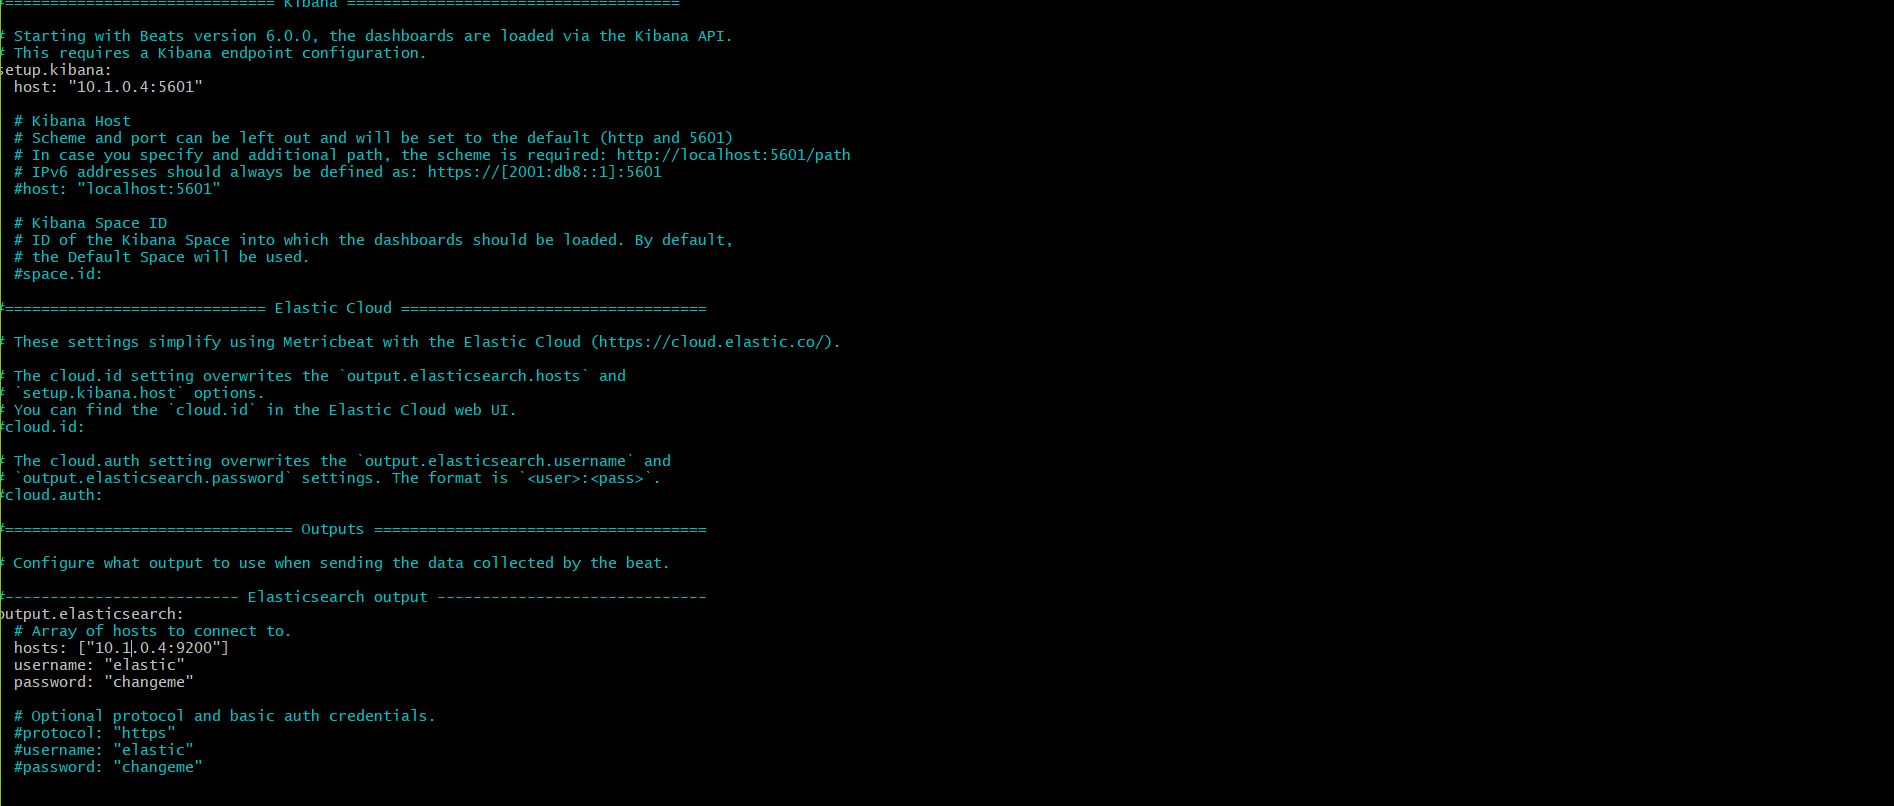 #============================== Kibana =====================================
# Starting with Beats version 6.0.0, the dashboards are loaded via the Kibana API.
# This requires a Kibana endpoint configuration.
setup.kibana:
host: "10.1.0.4:5601"
# Kibana Host
# Scheme and port can be left out and will be set to the default (http and 5601)
# In case you specify and additional path, the scheme is required: http://localhost:5601/path
# IPv6 addresses should always be defined as: https://[2001:db8::1]:5601
#host: "localhost:5601"
# Kibana Space ID
# ID of the Kibana Space into which the dashboards should be loaded. By default,
# the Default Space will be used.
#space.id:
#============================= Elastic Cloud ==================================
# These settings simplify using Metricbeat with the Elastic Cloud (https://cloud.elastic.co/).
# The cloud.id setting overwrites the `output.elasticsearch.hosts` and
# `setup.kibana.host` options.
# You can find the `cloud.id` in the Elastic Cloud web UI.
#cloud.id:
# The cloud.auth setting overwrites the `output.elasticsearch.username` and
# `output.elasticsearch.password` settings. The format is `<user>:<pass>`.
#cloud.auth:
#================================ Outputs =====================================
# Configure what output to use when sending the data collected by the beat.
#-------------------------- Elasticsearch output ------------------------------
output.elasticsearch:
# Array of hosts to connect to.
hosts: ["10.1.0.4:9200"]
username: "elastic"
password: "changeme"
# Optional protocol and basic auth credentials.
#protocol: "https"
#username: "elastic"
#password: "changeme"